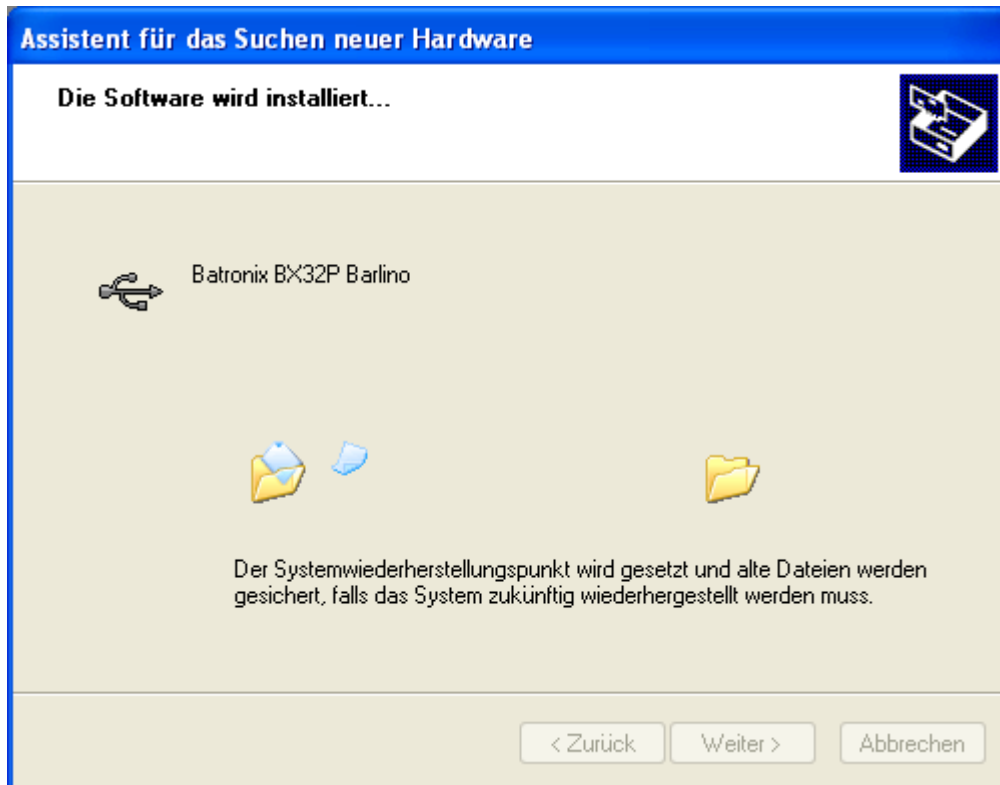 Assistent für das Suchen neuer Hardware
Die Software wird installiert...
Batronix BX32P Barlino
Der Systemwiederherstellungspunkt wird gesetzt und alte Dateien werden
gesichert, falls das System zukünftig wiederhergestellt werden muss.
< Zurück
Weiter >
Abbrechen